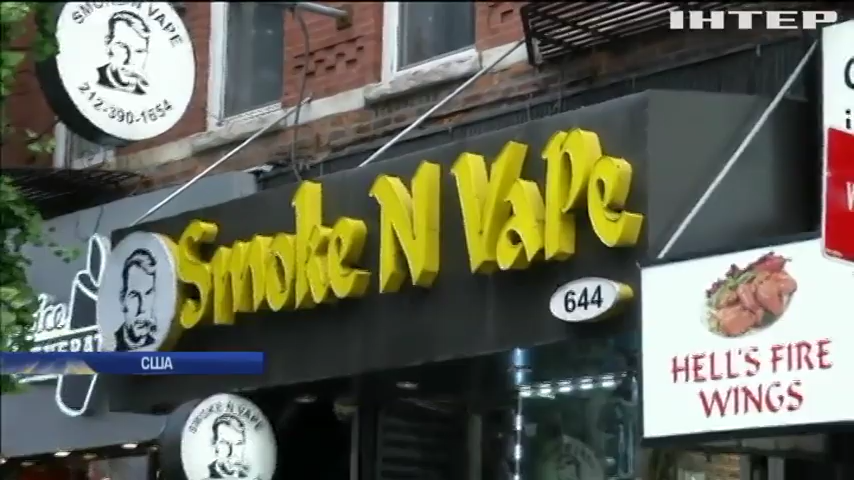 SMOKE N VAPE
212-390-1654
ІНТЕР
Smoke N Vape
644
HELL'S FIRE
WINGS
США
SMOKE N VAPE